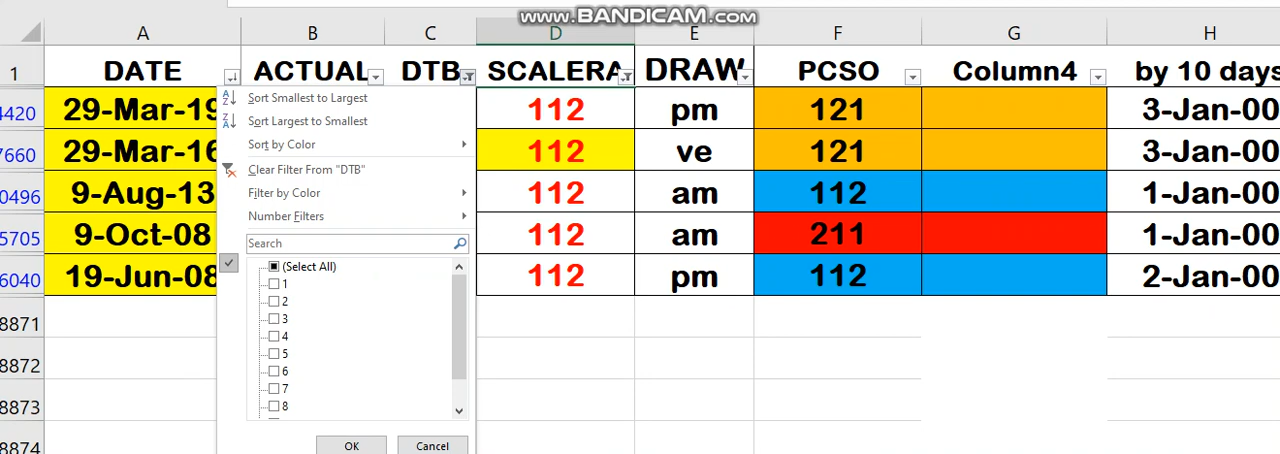 www.BANDICAM.com
A B C D E F G H
1 DATE ACTUAL DTB SCALERA DRAW PCSO Column4 by 10 days
4420 29-Mar-19 112 pm 121 3-Jan-00
7660 29-Mar-16 112 ve 121 3-Jan-00
0496 9-Aug-13 112 am 112 1-Jan-00
5705 9-Oct-08 112 am 211 1-Jan-00
6040 19-Jun-08 112 pm 112 2-Jan-00
8871
8872
8873
8874
Sort Smallest to Largest
Sort Largest to Smallest
Sort by Color
Clear Filter From "DTB"
Filter by Color
Number Filters
Search
(Select All)
1
2
3
4
5
6
7
8
OK Cancel